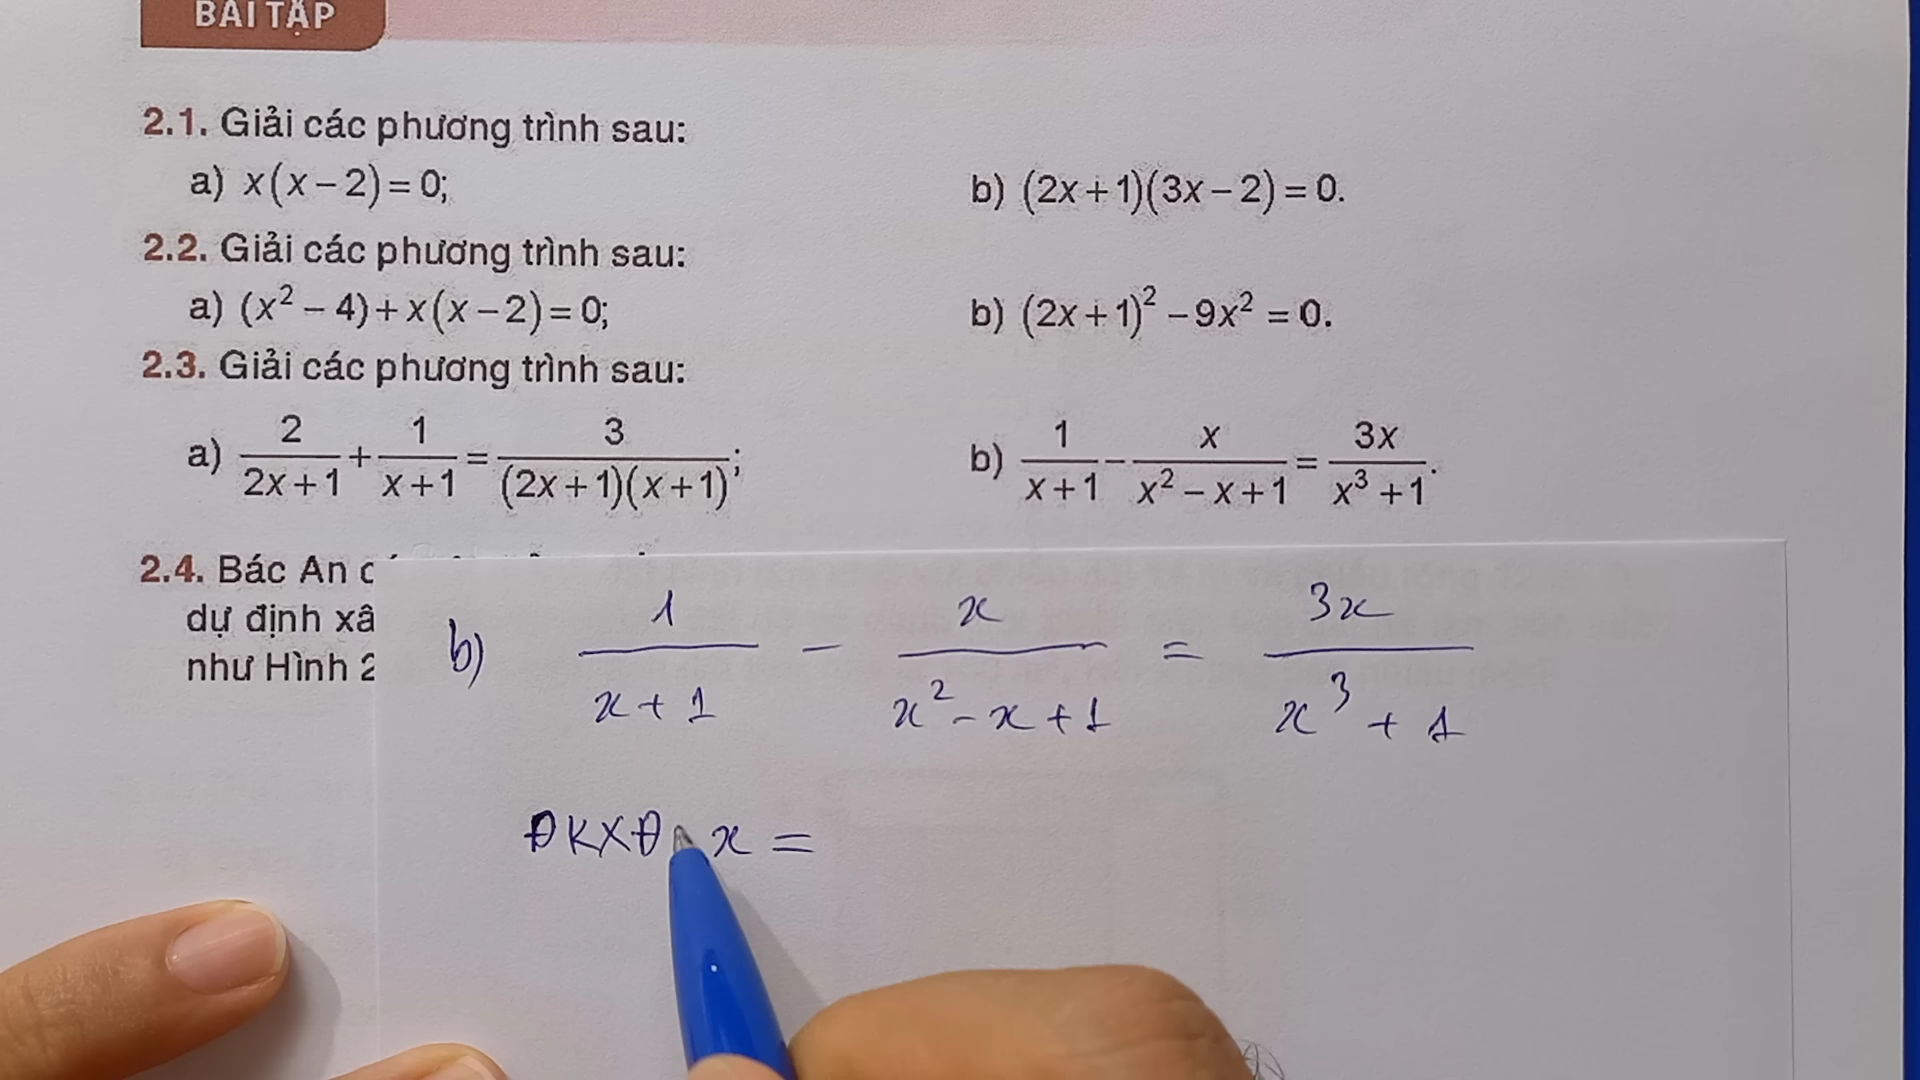 BÀI TẬP
2.1. Giải các phương trình sau:
a) x(x – 2) = 0;
b) (2x + 1)(3x – 2) = 0.
2.2. Giải các phương trình sau:
a) (x² – 4) + x(x – 2) = 0;
b) (2x + 1)² – 9x² = 0.
2.3. Giải các phương trình sau:
a) 2/(2x + 1) + 1/(x + 1) = 3/((2x + 1)(x + 1));
b) 1/(x + 1) – x/(x² – x + 1) = 3x/(x³ + 1).
2.4. Bác An
dự định xâ
như Hình 2
b) 1/(x + 1) – x/(x² – x + 1) = 3x/(x³ + 1)
ĐKXĐ x =